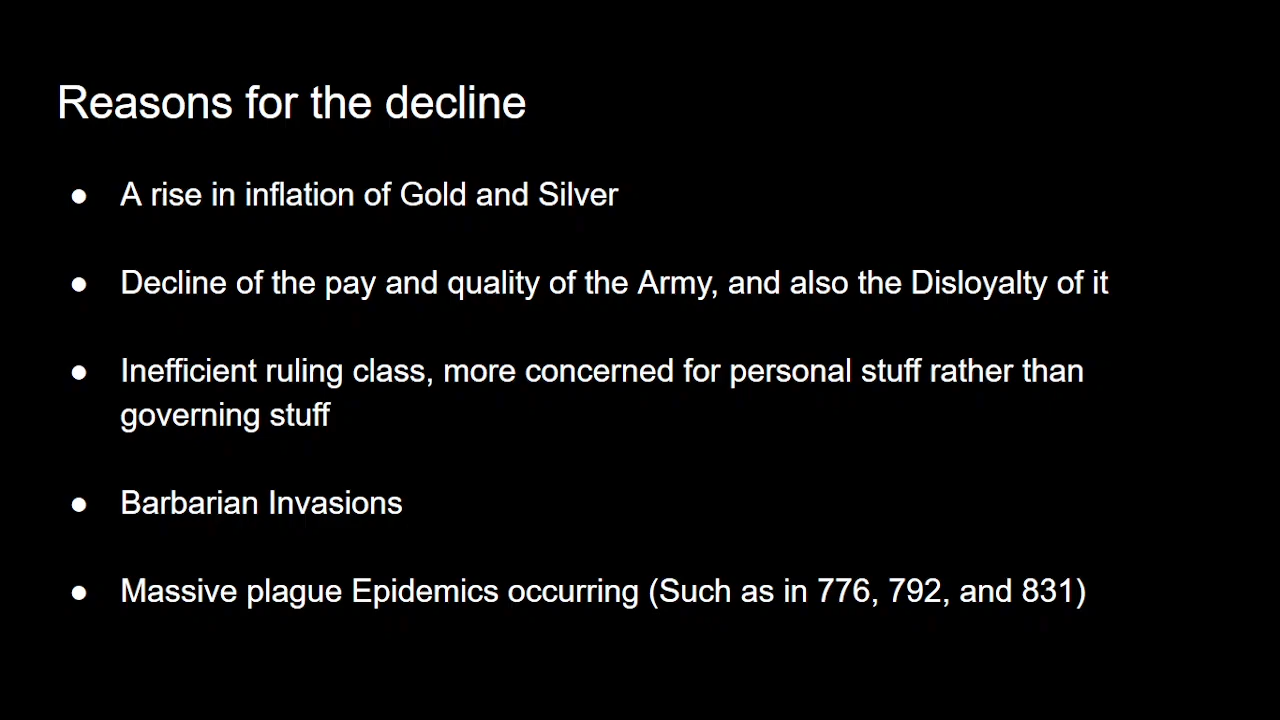 Reasons for the decline
● A rise in inflation of Gold and Silver
● Decline of the pay and quality of the Army, and also the Disloyalty of it
● Inefficient ruling class, more concerned for personal stuff rather than
governing stuff
● Barbarian Invasions
● Massive plague Epidemics occurring (Such as in 776, 792, and 831)